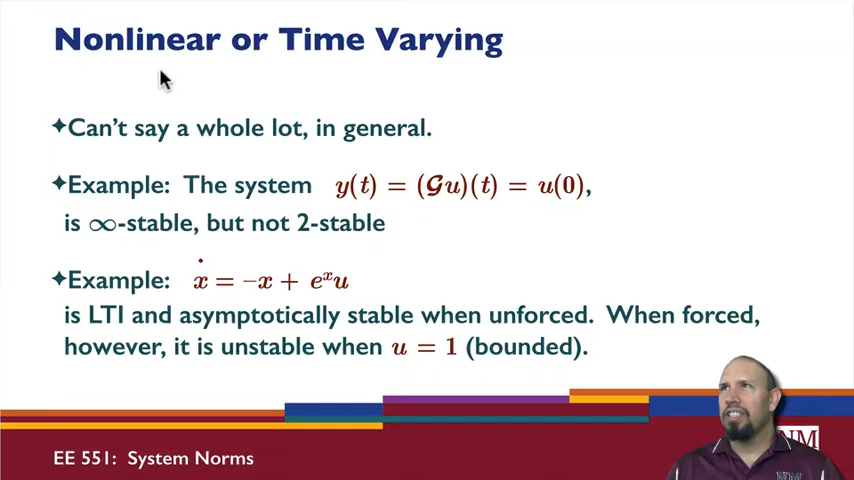 Nonlinear or Time Varying
✦Can't say a whole lot, in general.
✦Example: The system y(t) = (𝓖u)(t) = u(0),
is ∞-stable, but not 2-stable
✦Example: ẋ = –x + eˣu
is LTI and asymptotically stable when unforced. When forced,
however, it is unstable when u = 1 (bounded).
EE 551: System Norms
NM